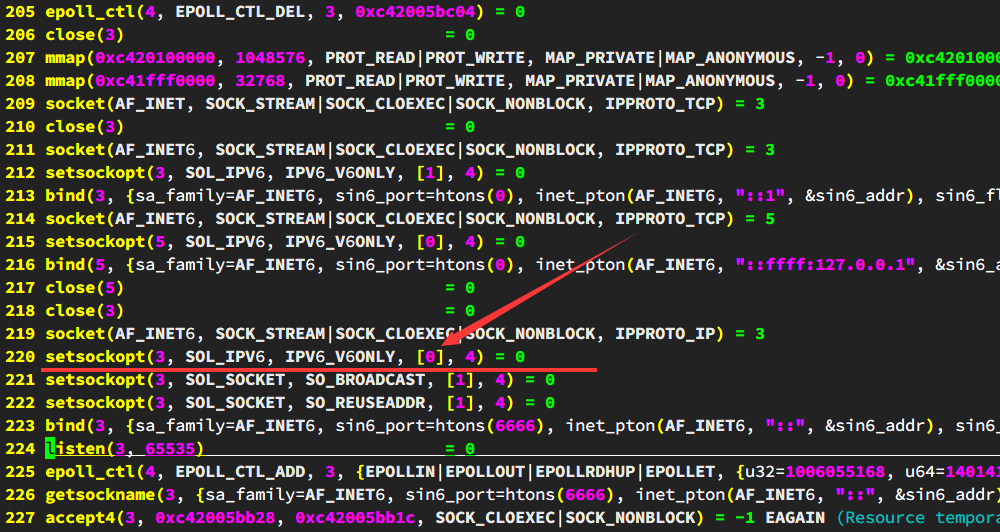 205 epoll_ctl(4, EPOLL_CTL_DEL, 3, 0xc42005bc04) = 0
206 close(3) = 0
207 mmap(0xc420100000, 1048576, PROT_READ|PROT_WRITE, MAP_PRIVATE|MAP_ANONYMOUS, -1, 0) = 0xc4201000
208 mmap(0xc41fff0000, 32768, PROT_READ|PROT_WRITE, MAP_PRIVATE|MAP_ANONYMOUS, -1, 0) = 0xc41fff0000
209 socket(AF_INET, SOCK_STREAM|SOCK_CLOEXEC|SOCK_NONBLOCK, IPPROTO_TCP) = 3
210 close(3) = 0
211 socket(AF_INET6, SOCK_STREAM|SOCK_CLOEXEC|SOCK_NONBLOCK, IPPROTO_TCP) = 3
212 setsockopt(3, SOL_IPV6, IPV6_V6ONLY, [1], 4) = 0
213 bind(3, {sa_family=AF_INET6, sin6_port=htons(0), inet_pton(AF_INET6, "::1", &sin6_addr), sin6_fl
214 socket(AF_INET6, SOCK_STREAM|SOCK_CLOEXEC|SOCK_NONBLOCK, IPPROTO_TCP) = 5
215 setsockopt(5, SOL_IPV6, IPV6_V6ONLY, [0], 4) = 0
216 bind(5, {sa_family=AF_INET6, sin6_port=htons(0), inet_pton(AF_INET6, "::ffff:127.0.0.1", &sin6_a
217 close(5) = 0
218 close(3) = 0
219 socket(AF_INET6, SOCK_STREAM|SOCK_CLOEXEC|SOCK_NONBLOCK, IPPROTO_IP) = 3
220 setsockopt(3, SOL_IPV6, IPV6_V6ONLY, [0], 4) = 0
221 setsockopt(3, SOL_SOCKET, SO_BROADCAST, [1], 4) = 0
222 setsockopt(3, SOL_SOCKET, SO_REUSEADDR, [1], 4) = 0
223 bind(3, {sa_family=AF_INET6, sin6_port=htons(6666), inet_pton(AF_INET6, "::", &sin6_addr), sin6_
224 listen(3, 65535) = 0
225 epoll_ctl(4, EPOLL_CTL_ADD, 3, {EPOLLIN|EPOLLOUT|EPOLLRDHUP|EPOLLET, {u32=1006055168, u64=140141
226 getsockname(3, {sa_family=AF_INET6, sin6_port=htons(6666), inet_pton(AF_INET6, "::", &sin6_addr)
227 accept4(3, 0xc42005bb28, 0xc42005bb1c, SOCK_CLOEXEC|SOCK_NONBLOCK) = -1 EAGAIN (Resource tempora